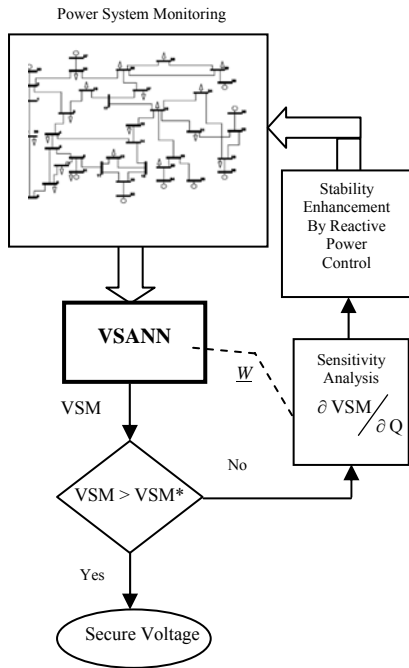 Power System Monitoring
Stability
Enhancement
By Reactive
Power
Control
VSANN
W
Sensitivity
Analysis
∂ VSM
/ ∂ Q
VSM
No
VSM > VSM*
Yes
Secure Voltage